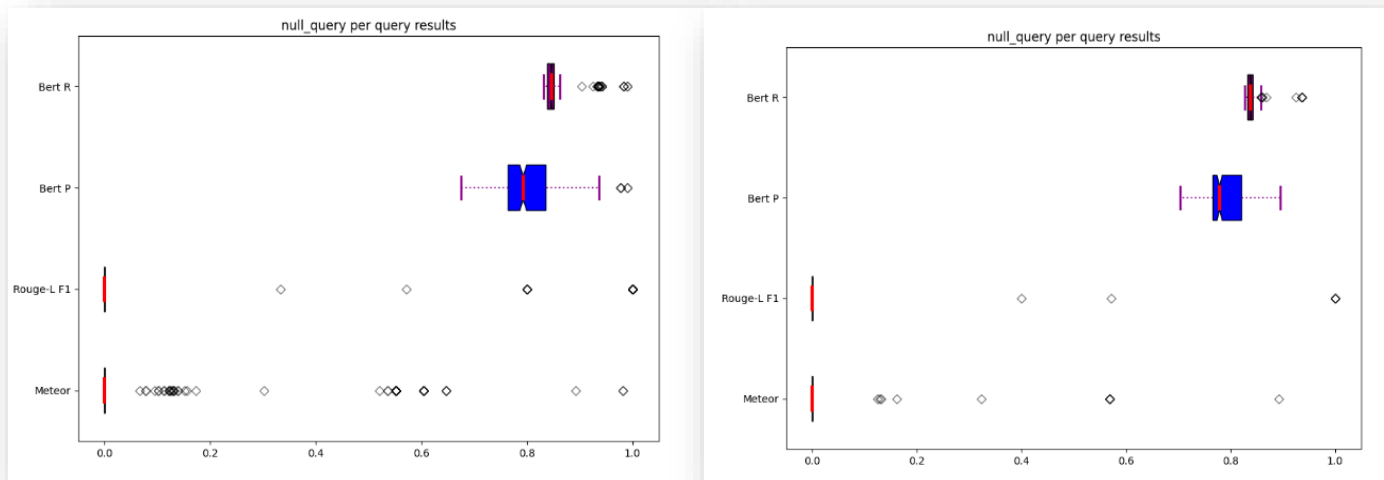 null_query per query results
Bert R
Bert P
Rouge-L F1
Meteor
0.0 0.2 0.4 0.6 0.8 1.0
null_query per query results
Bert R
Bert P
Rouge-L F1
Meteor
0.0 0.2 0.4 0.6 0.8 1.0